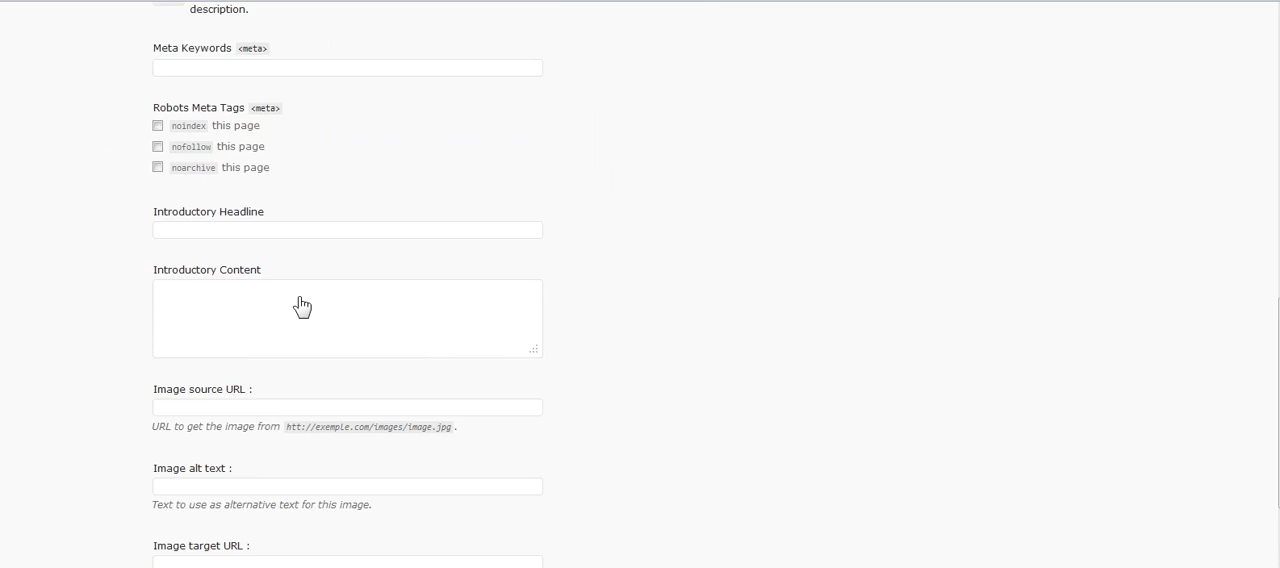 description.
Meta Keywords <meta>
Robots Meta Tags <meta>
noindex this page
nofollow this page
noarchive this page
Introductory Headline
Introductory Content
Image source URL :
URL to get the image from htt://exemple.com/images/image.jpg .
Image alt text :
Text to use as alternative text for this image.
Image target URL :